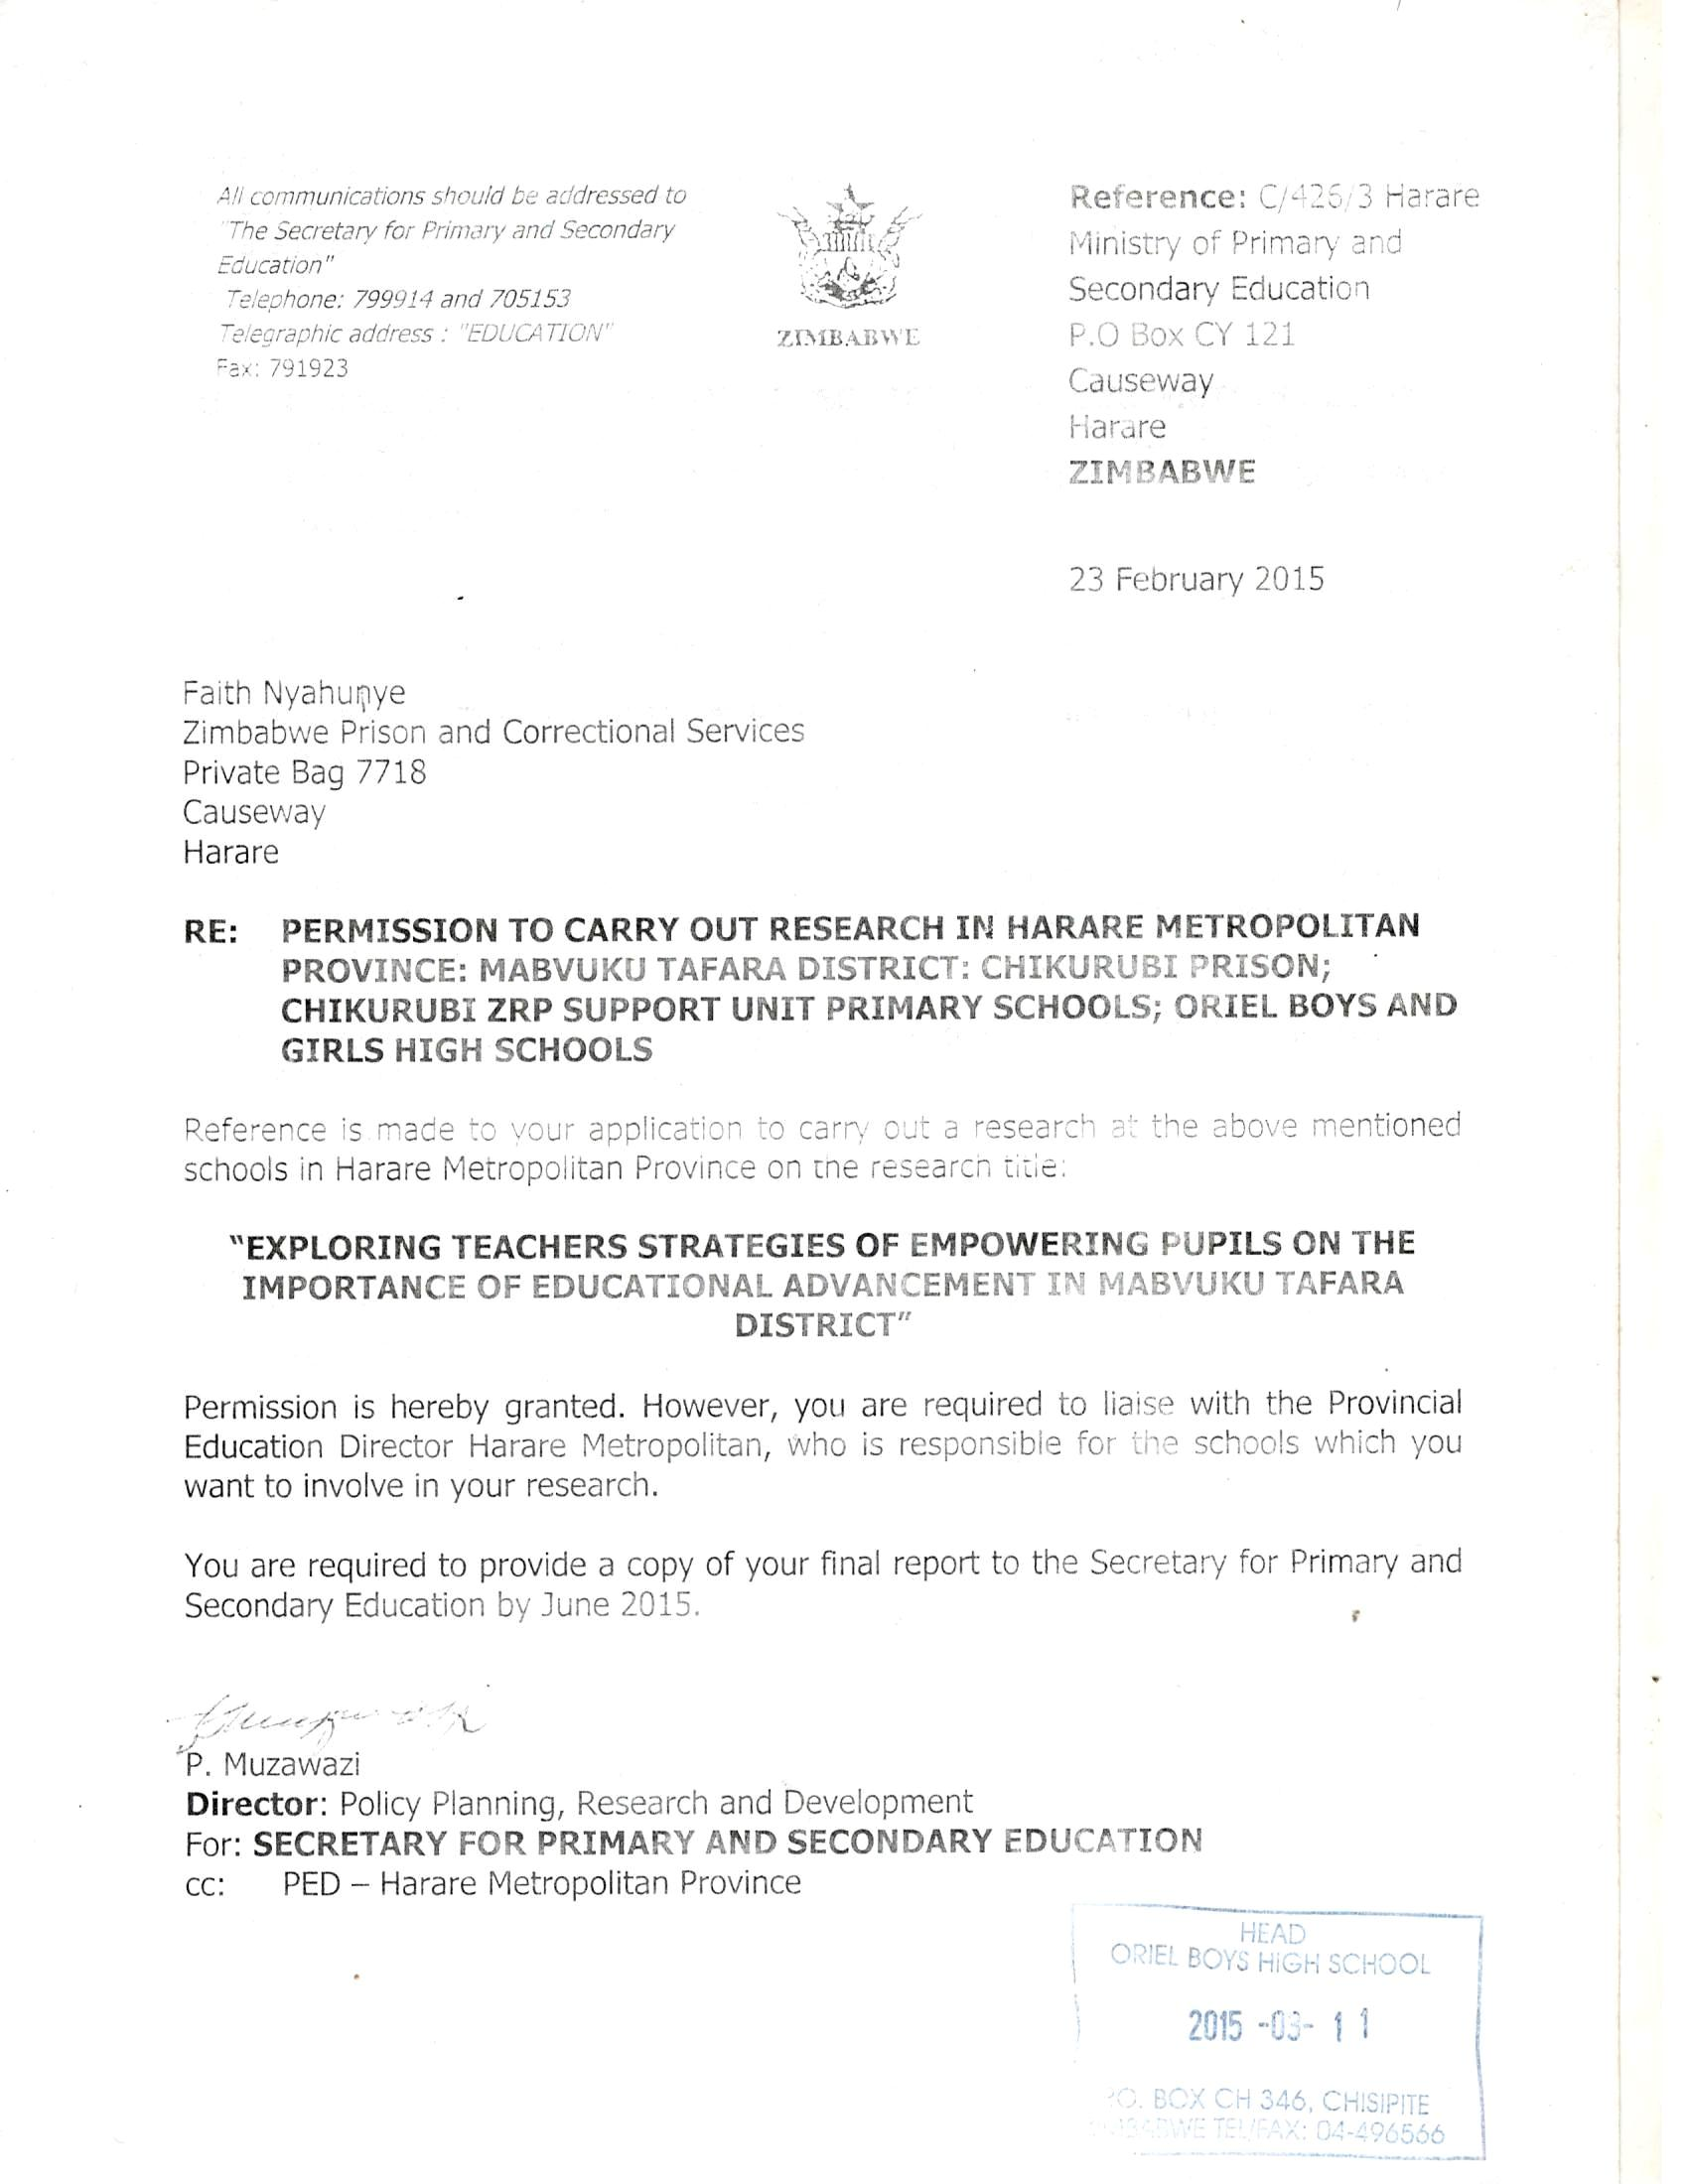 All communications should be addressed to
"The Secretary for Primary and Secondary
Education"
Telephone: 799914 and 705153
Telegraphic address : "EDUCATION"
Fax: 791923
ZIMBABWE
Reference: C/426/3 Harare
Ministry of Primary and
Secondary Education
P.O Box CY 121
Causeway
Harare
ZIMBABWE
23 February 2015
Faith Nyahunye
Zimbabwe Prison and Correctional Services
Private Bag 7718
Causeway
Harare
RE: PERMISSION TO CARRY OUT RESEARCH IN HARARE METROPOLITAN
PROVINCE: MABVUKU TAFARA DISTRICT: CHIKURUBI PRISON;
CHIKURUBI ZRP SUPPORT UNIT PRIMARY SCHOOLS; ORIEL BOYS AND
GIRLS HIGH SCHOOLS
Reference is made to your application to carry out a research at the above mentioned
schools in Harare Metropolitan Province on the research title:
"EXPLORING TEACHERS STRATEGIES OF EMPOWERING PUPILS ON THE
IMPORTANCE OF EDUCATIONAL ADVANCEMENT IN MABVUKU TAFARA
DISTRICT"
Permission is hereby granted. However, you are required to liaise with the Provincial
Education Director Harare Metropolitan, who is responsible for the schools which you
want to involve in your research.
You are required to provide a copy of your final report to the Secretary for Primary and
Secondary Education by June 2015.
P. Muzawazi
Director: Policy Planning, Research and Development
For: SECRETARY FOR PRIMARY AND SECONDARY EDUCATION
cc: PED – Harare Metropolitan Province
HEAD
ORIEL BOYS HIGH SCHOOL
2015 -03- 11
BOX CH 346, CHISIPITE
TEL/FAX: 04-496566